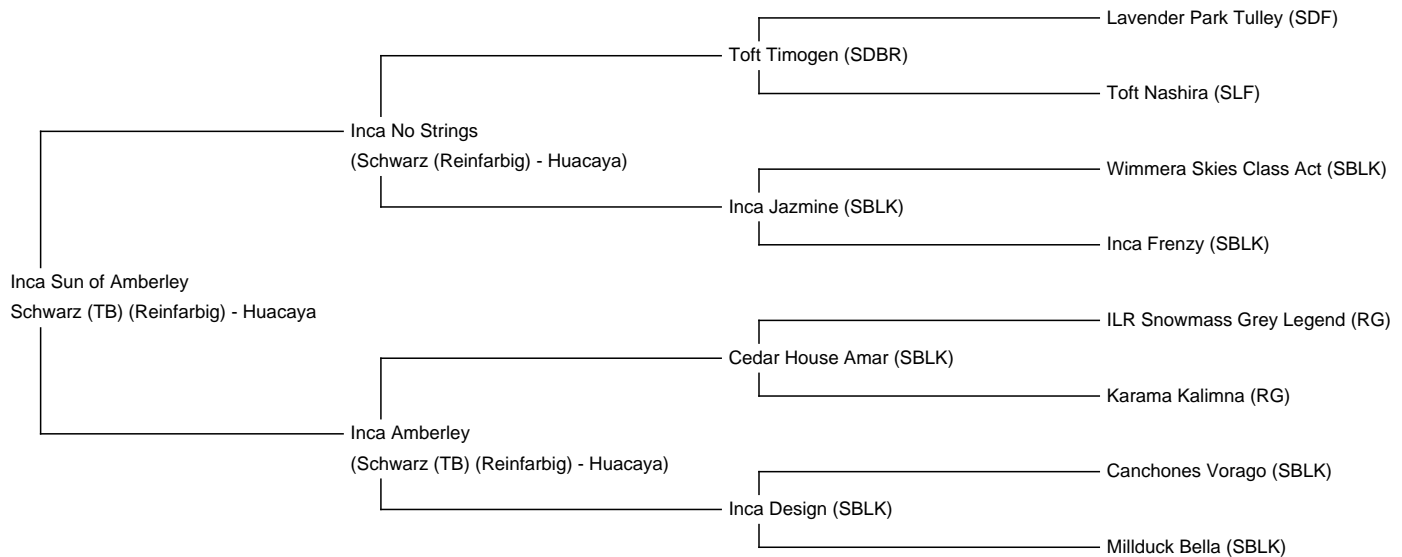 Lavender Park Tulley (SDF)
Toft Timogen (SDBR)
Toft Nashira (SLF)
Inca No Strings
(Schwarz (Reinfarbig) - Huacaya)
Wimmera Skies Class Act (SBLK)
Inca Jazmine (SBLK)
Inca Frenzy (SBLK)
Inca Sun of Amberley
Schwarz (TB) (Reinfarbig) - Huacaya
ILR Snowmass Grey Legend (RG)
Cedar House Amar (SBLK)
Karama Kalimna (RG)
Inca Amberley
(Schwarz (TB) (Reinfarbig) - Huacaya)
Canchones Vorago (SBLK)
Inca Design (SBLK)
Millduck Bella (SBLK)